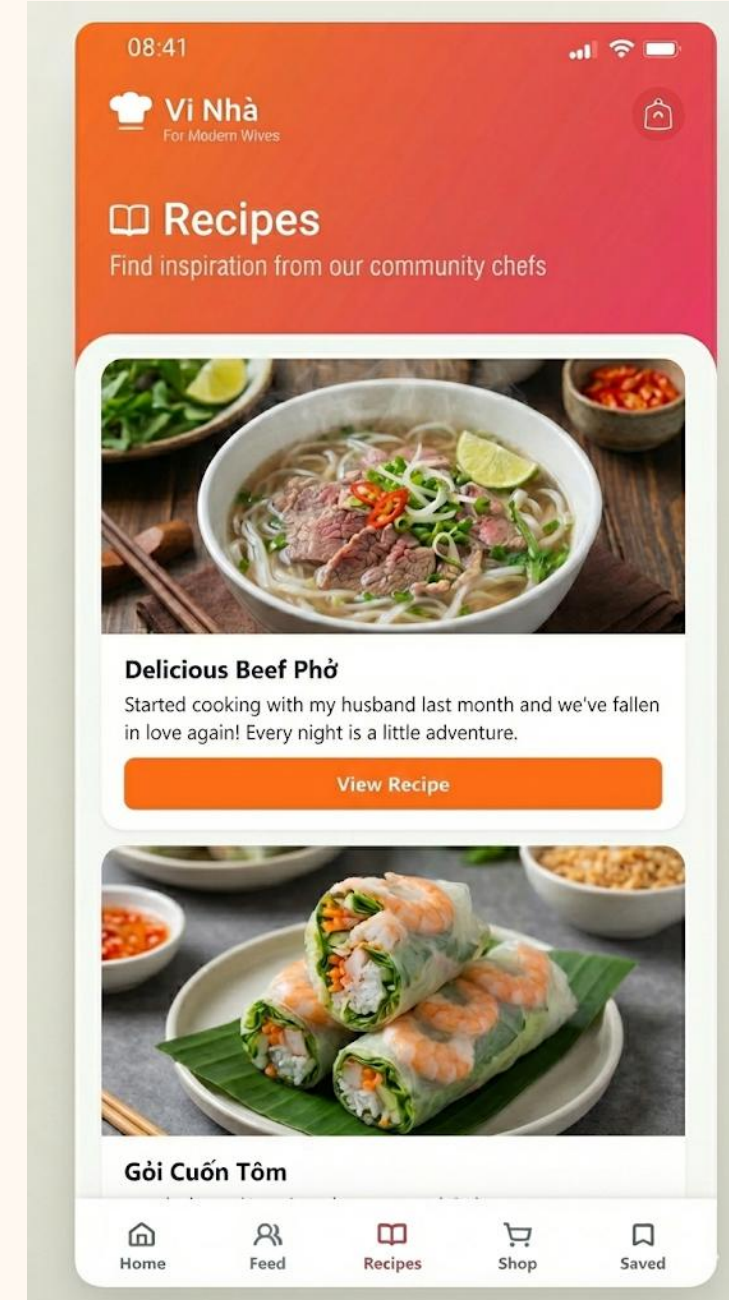 08:41
Vi Nhà
For Modern Wives
Recipes
Find inspiration from our community chefs
Delicious Beef Phở
Started cooking with my husband last month and we've fallen
in love again! Every night is a little adventure.
View Recipe
Gỏi Cuốn Tôm
Home
Feed
Recipes
Shop
Saved